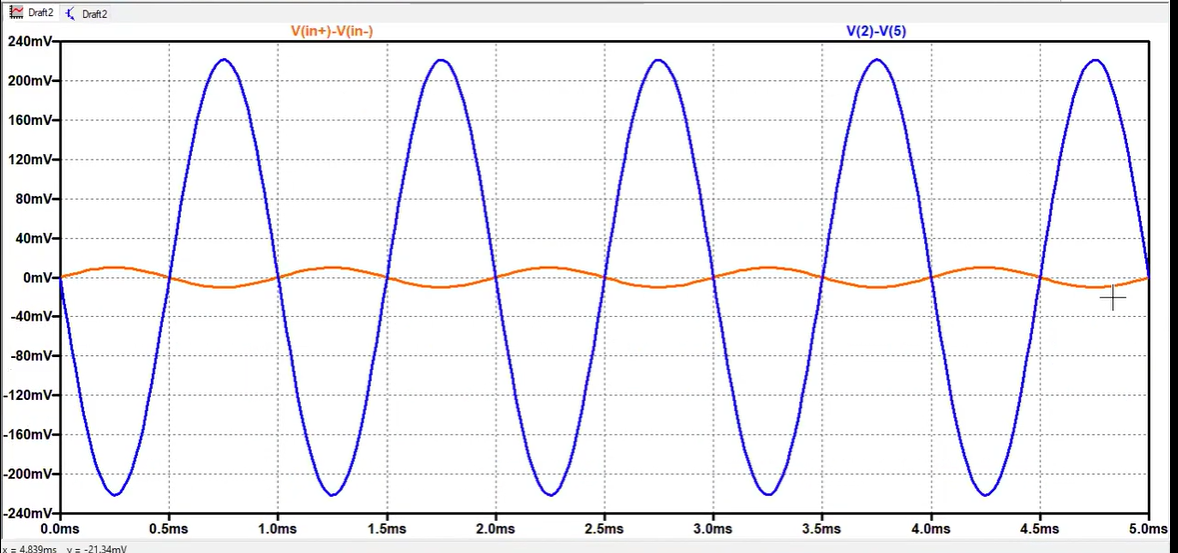 Draft2 Draft2
V(in+)-V(in-) V(2)-V(5)
240mV
200mV
160mV
120mV
80mV
40mV
0mV
-40mV
-80mV
-120mV
-160mV
-200mV
-240mV
0.0ms 0.5ms 1.0ms 1.5ms 2.0ms 2.5ms 3.0ms 3.5ms 4.0ms 4.5ms 5.0ms
x = 4.839ms y = -21.34mV